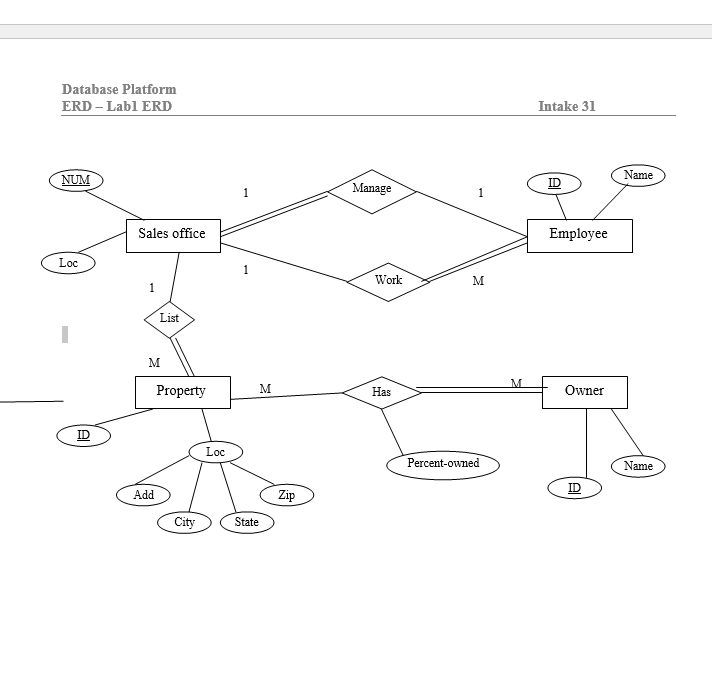 Database Platform
ERD – Lab1 ERD Intake 31
NUM
1
Manage
1
ID
Name
Sales office
Employee
Loc
1
Work
M
1
List
M
Property
M
Has
M
Owner
ID
Loc
Percent-owned
Name
Add
Zip
ID
City
State